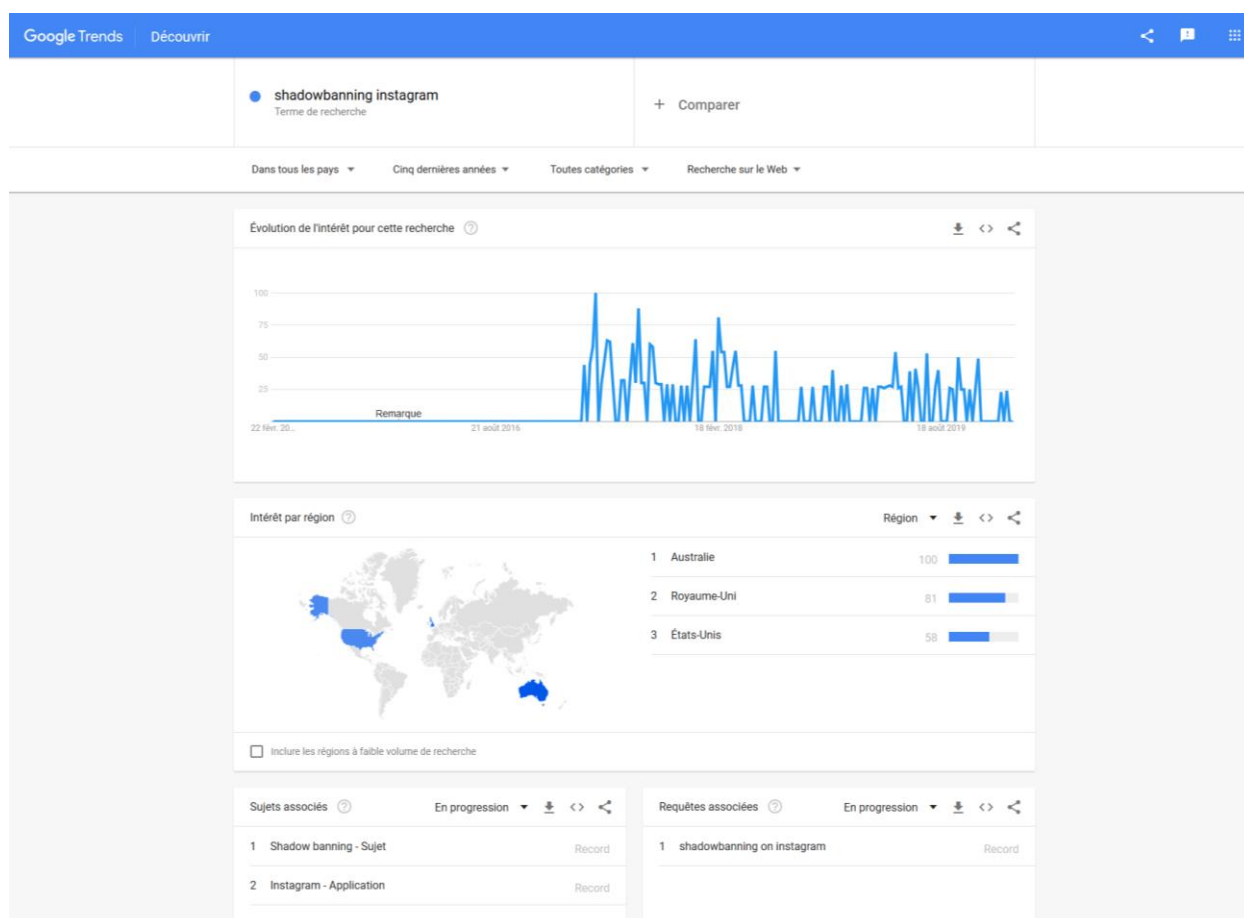 Google Trends Découvrir
shadowbanning instagram
Terme de recherche
+ Comparer
Dans tous les pays Cinq dernières années Toutes catégories Recherche sur le Web
Évolution de l'intérêt pour cette recherche
100
75
50
25
Remarque
22 févr. 20... 21 août 2016 18 févr. 2018 18 août 2019
Intérêt par région Région
1 Australie 100
2 Royaume-Uni 81
3 États-Unis 58
Inclure les régions à faible volume de recherche
Sujets associés En progression
1 Shadow banning - Sujet Record
2 Instagram - Application Record
Requêtes associées En progression
1 shadowbanning on instagram Record